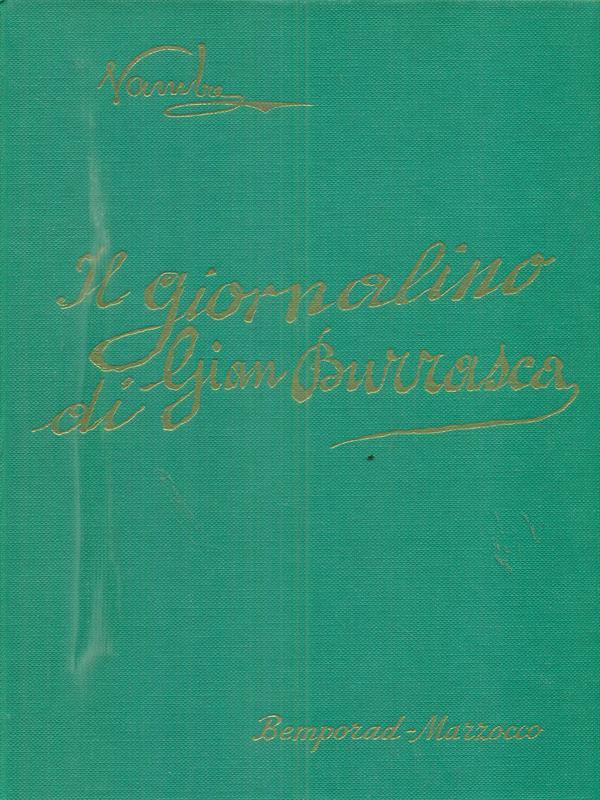 Vamba
Il giornalino
di Gian Burrasca
Bemporad-Marzocco